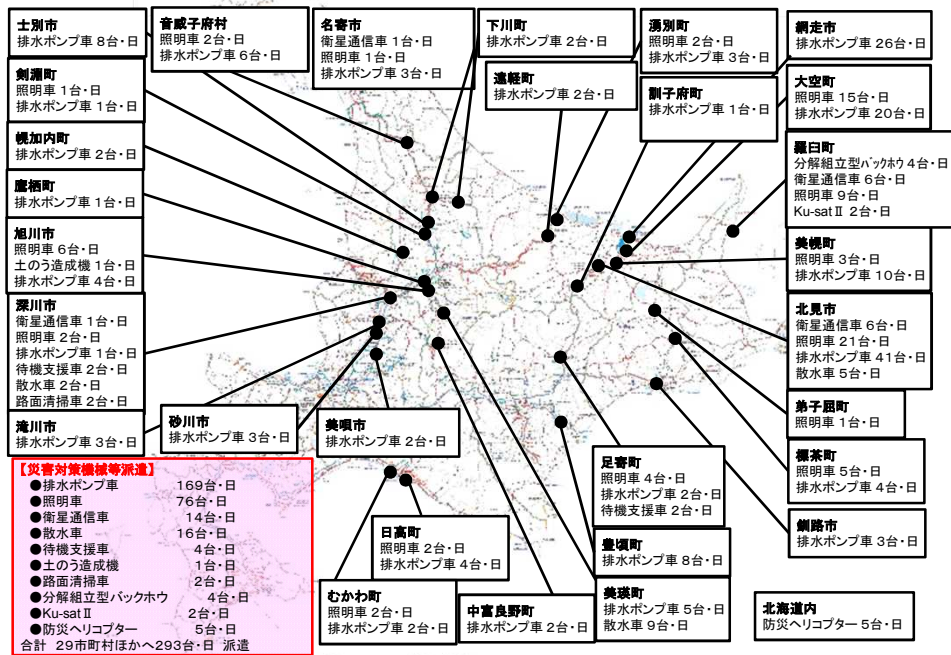 士別市
排水ポンプ車 8台・日
音威子府村
照明車 2台・日
排水ポンプ車 6台・日
名寄市
衛星通信車 1台・日
照明車 1台・日
排水ポンプ車 3台・日
下川町
排水ポンプ車 2台・日
湧別町
照明車 2台・日
排水ポンプ車 3台・日
網走市
排水ポンプ車 26台・日
遠軽町
排水ポンプ車 2台・日
訓子府町
排水ポンプ車 1台・日
大空町
照明車 15台・日
排水ポンプ車 20台・日
剣淵町
照明車 1台・日
排水ポンプ車 1台・日
幌加内町
排水ポンプ車 2台・日
鷹栖町
排水ポンプ車 1台・日
羅臼町
分解組立型バックホウ 4台・日
衛星通信車 6台・日
照明車 9台・日
Ku-satⅡ 2台・日
旭川市
照明車 6台・日
土のう造成機 1台・日
排水ポンプ車 4台・日
美幌町
照明車 3台・日
排水ポンプ車 10台・日
深川市
衛星通信車 1台・日
照明車 2台・日
排水ポンプ車 1台・日
待機支援車 2台・日
散水車 2台・日
路面清掃車 2台・日
北見市
衛星通信車 6台・日
照明車 21台・日
排水ポンプ車 41台・日
散水車 5台・日
滝川市
排水ポンプ車 3台・日
砂川市
排水ポンプ車 3台・日
美唄市
排水ポンプ車 2台・日
弟子屈町
照明車 1台・日
標茶町
照明車 5台・日
排水ポンプ車 4台・日
足寄町
照明車 4台・日
排水ポンプ車 2台・日
待機支援車 2台・日
釧路市
排水ポンプ車 3台・日
【災害対策機械等派遣】
●排水ポンプ車 169台・日
●照明車 76台・日
●衛星通信車 14台・日
●散水車 16台・日
●待機支援車 4台・日
●土のう造成機 1台・日
●路面清掃車 2台・日
●分解組立型バックホウ 4台・日
●Ku-satⅡ 2台・日
●防災ヘリコプター 5台・日
合計 29市町村ほかへ293台・日 派遣
日高町
照明車 2台・日
排水ポンプ車 4台・日
豊頃町
排水ポンプ車 8台・日
むかわ町
照明車 2台・日
排水ポンプ車 2台・日
中富良野町
排水ポンプ車 2台・日
美瑛町
排水ポンプ車 5台・日
散水車 9台・日
北海道内
防災ヘリコプター 5台・日